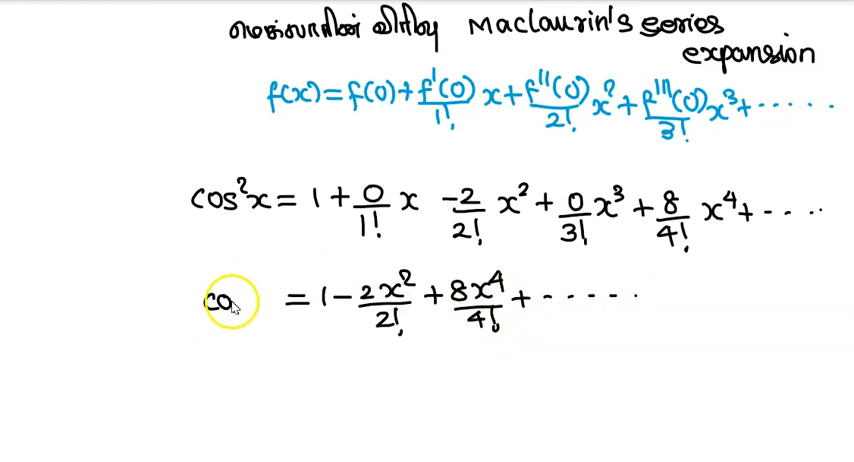 மெக்லாரின் விரிவு Maclaurin's series
expansion
f(x) = f(0) + f'(0)/1! x + f''(0)/2! x² + f'''(0)/3! x³ + ......
cos²x = 1 + 0/1! x -2/2! x² + 0/3! x³ + 8/4! x⁴ + ....
co = 1 - 2x²/2! + 8x⁴/4! + ......